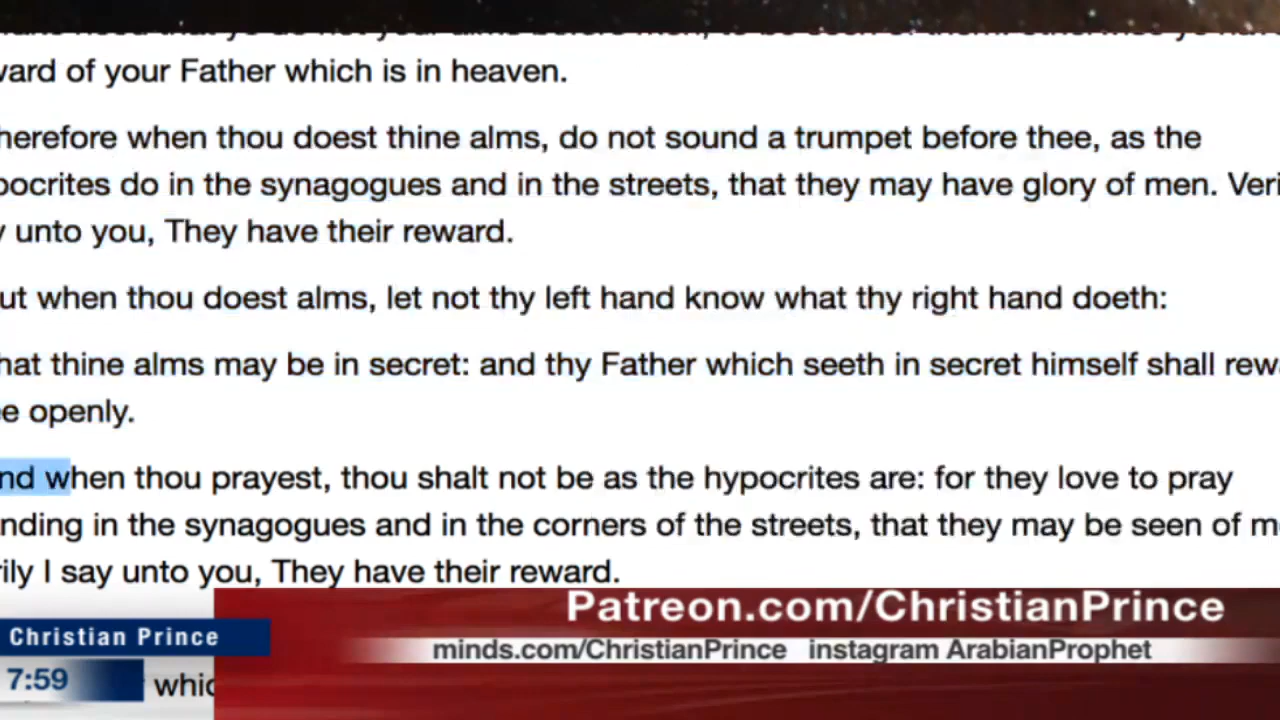 ward of your Father which is in heaven.
herefore when thou doest thine alms, do not sound a trumpet before thee, as the
pocrites do in the synagogues and in the streets, that they may have glory of men. Veri
y unto you, They have their reward.
ut when thou doest alms, let not thy left hand know what thy right hand doeth:
hat thine alms may be in secret: and thy Father which seeth in secret himself shall rewa
e openly.
nd when thou prayest, thou shalt not be as the hypocrites are: for they love to pray
nding in the synagogues and in the corners of the streets, that they may be seen of m
rily I say unto you, They have their reward.
Patreon.com/ChristianPrince
Christian Prince
minds.com/ChristianPrince instagram ArabianProphet
7:59
whic